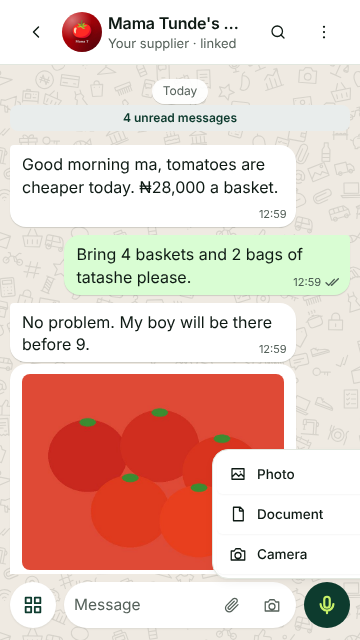 Mama Tunde's ...
Your supplier · linked
Today
4 unread messages
Good morning ma, tomatoes are
cheaper today. ₦28,000 a basket.
12:59
Bring 4 baskets and 2 bags of
tatashe please.
12:59
No problem. My boy will be there
before 9.
12:59
Photo
Document
Camera
Message